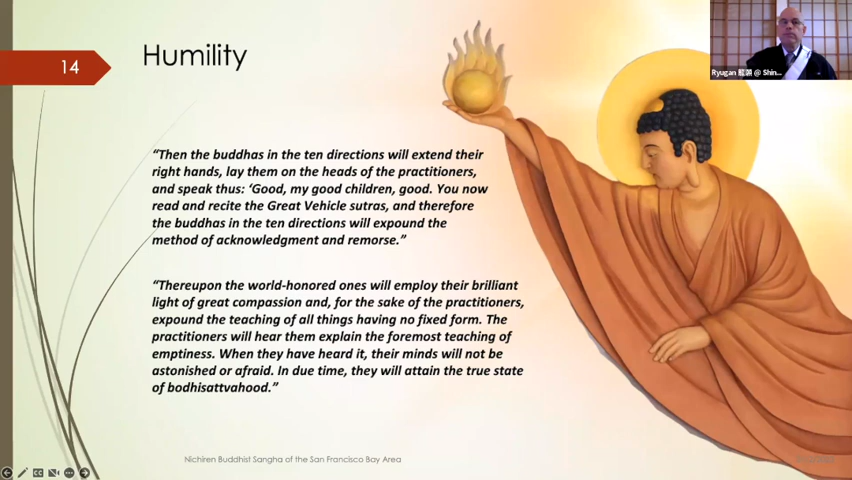 14
Humility
Ryugan 龍顔 @ Shin...
“Then the buddhas in the ten directions will extend their
right hands, lay them on the heads of the practitioners,
and speak thus: ‘Good, my good children, good. You now
read and recite the Great Vehicle sutras, and therefore
the buddhas in the ten directions will expound the
method of acknowledgment and remorse.”
“Thereupon the world-honored ones will employ their brilliant
light of great compassion and, for the sake of the practitioners,
expound the teaching of all things having no fixed form. The
practitioners will hear them explain the foremost teaching of
emptiness. When they have heard it, their minds will not be
astonished or afraid. In due time, they will attain the true state
of bodhisattvahood.”
Nichiren Buddhist Sangha of the San Francisco Bay Area